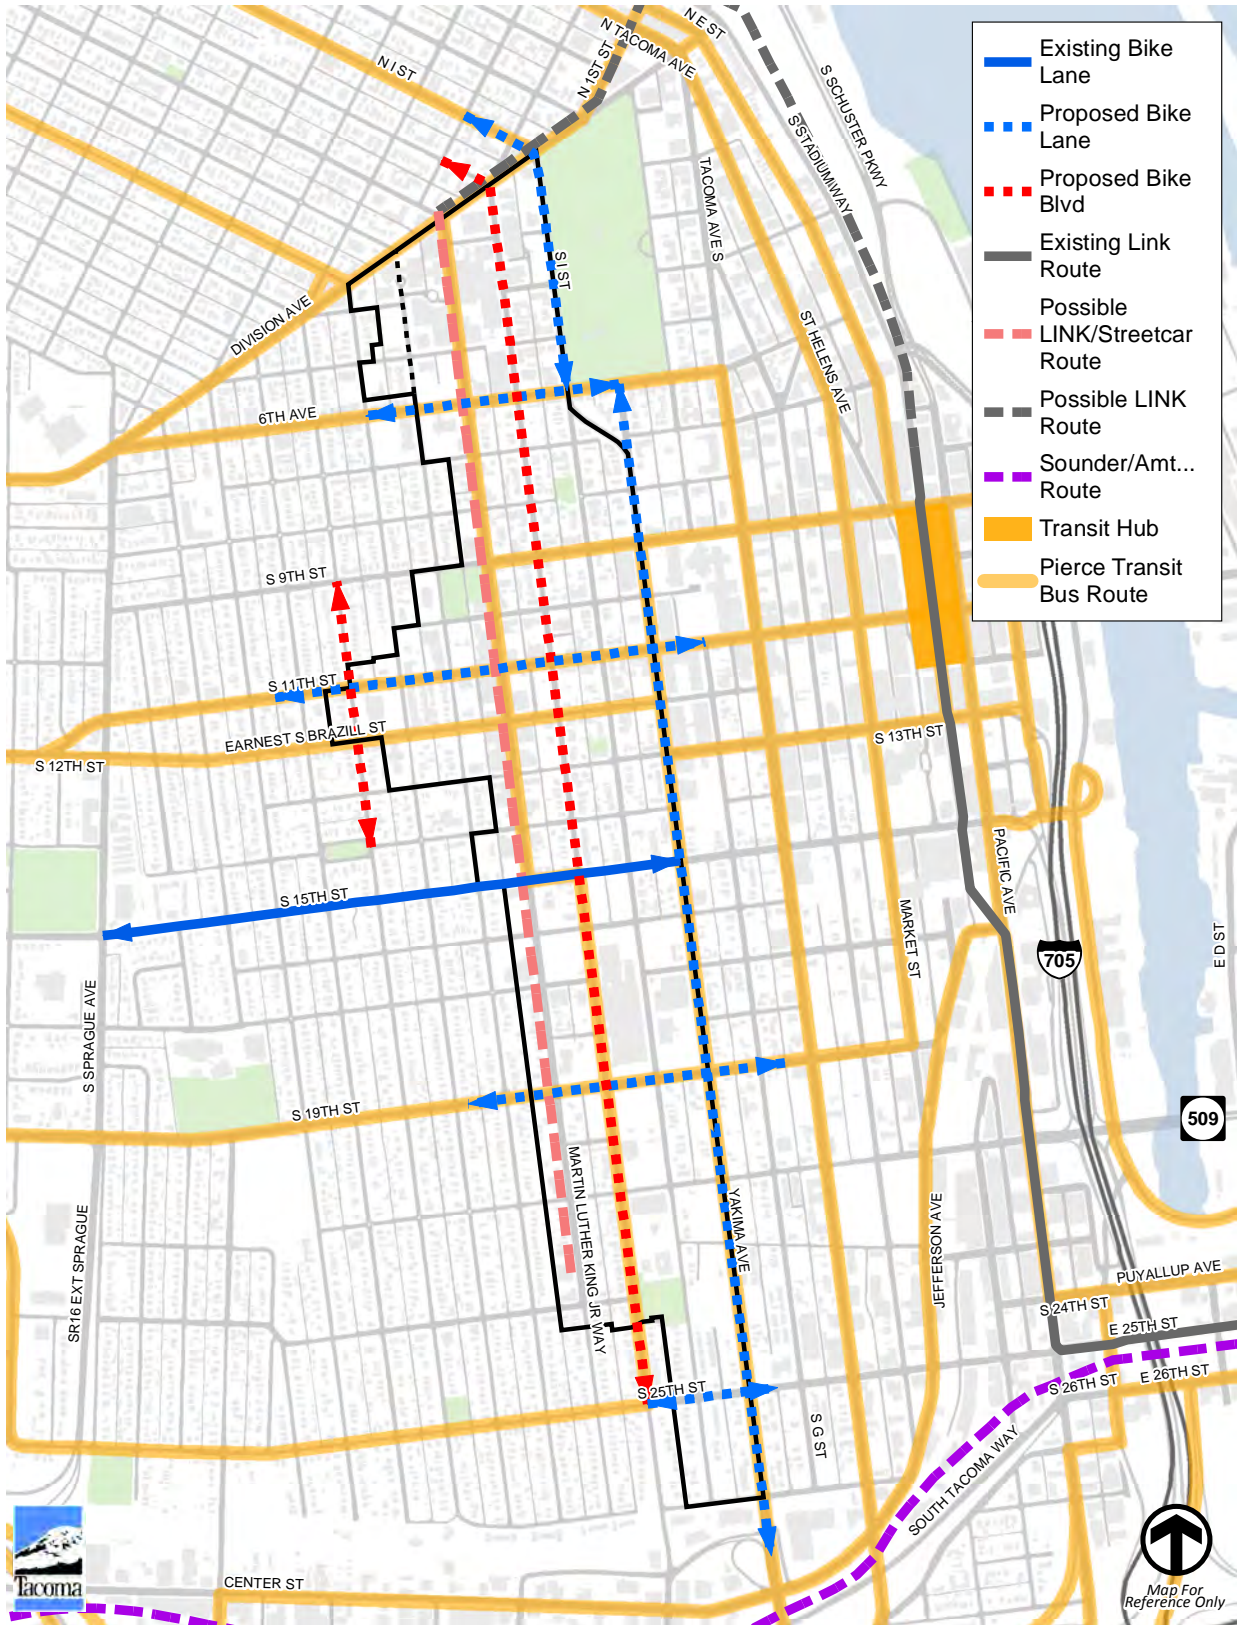 N E ST
N TACOMA AVE
N I ST
N 1ST ST
S SCHUSTER PKWY
S STADIUMWAY
TACOMA AVE S
S I ST
DIVISION AVE
ST HELENS AVE
6TH AVE
S 9TH ST
S 11TH ST
EARNEST S BRAZILL ST
S 12TH ST
S 13TH ST
PACIFIC AVE
S 15TH ST
MARKET ST
E D ST
705
S SPRAGUE AVE
S 19TH ST
509
MARTIN LUTHER KING JR WAY
YAKIMA AVE
JEFFERSON AVE
SR16 EXT SPRAGUE
PUYALLUP AVE
S 24TH ST
E 25TH ST
S 25TH ST
S 26TH ST
E 26TH ST
S G ST
SOUTH TACOMA WAY
CENTER ST
Existing Bike
Lane
Proposed Bike
Lane
Proposed Bike
Blvd
Existing Link
Route
Possible
LINK/Streetcar
Route
Possible LINK
Route
Sounder/Amt...
Route
Transit Hub
Pierce Transit
Bus Route
Tacoma
Map For
Reference Only